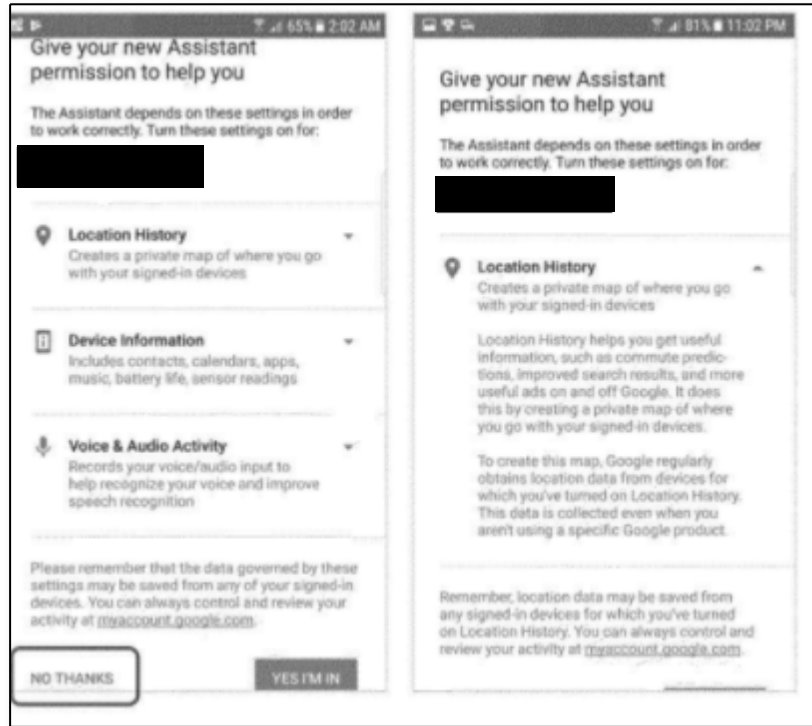 65% 2:02 AM
Give your new Assistant
permission to help you
The Assistant depends on these settings in order
to work correctly. Turn these settings on for:
Location History
Creates a private map of where you go
with your signed-in devices
Device Information
Includes contacts, calendars, apps,
music, battery life, sensor readings
Voice & Audio Activity
Records your voice/audio input to
help recognize your voice and improve
speech recognition
Please remember that the data governed by these
settings may be saved from any of your signed-in
devices. You can always control and review your
activity at myaccount.google.com.
NO THANKS
YES I'M IN
81% 11:02 PM
Give your new Assistant
permission to help you
The Assistant depends on these settings in order
to work correctly. Turn these settings on for:
Location History
Creates a private map of where you go
with your signed-in devices
Location History helps you get useful
information, such as commute predic-
tions, improved search results, and more
useful ads on and off Google. It does
this by creating a private map of where
you go with your signed-in devices.
To create this map, Google regularly
obtains location data from devices for
which you've turned on Location History.
This data is collected even when you
aren't using a specific Google product.
Remember, location data may be saved from
any signed-in devices for which you've turned
on Location History. You can always control and
review your activity at myaccount.google.com.